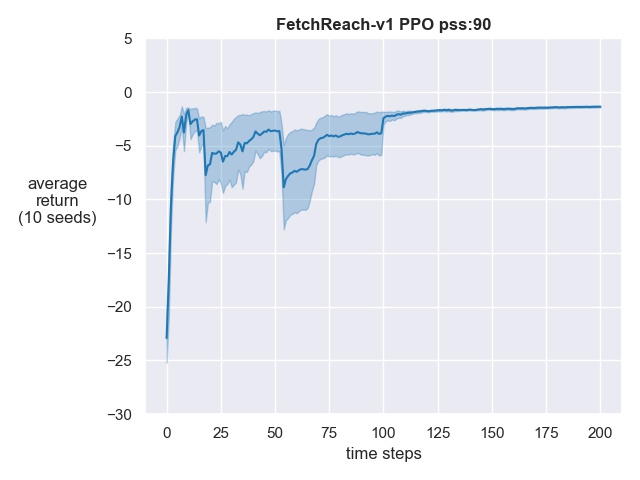 FetchReach-v1 PPO pss:90
5
0
−5
−10
−15
−20
−25
−30
average
return
(10 seeds)
0 25 50 75 100 125 150 175 200
time steps